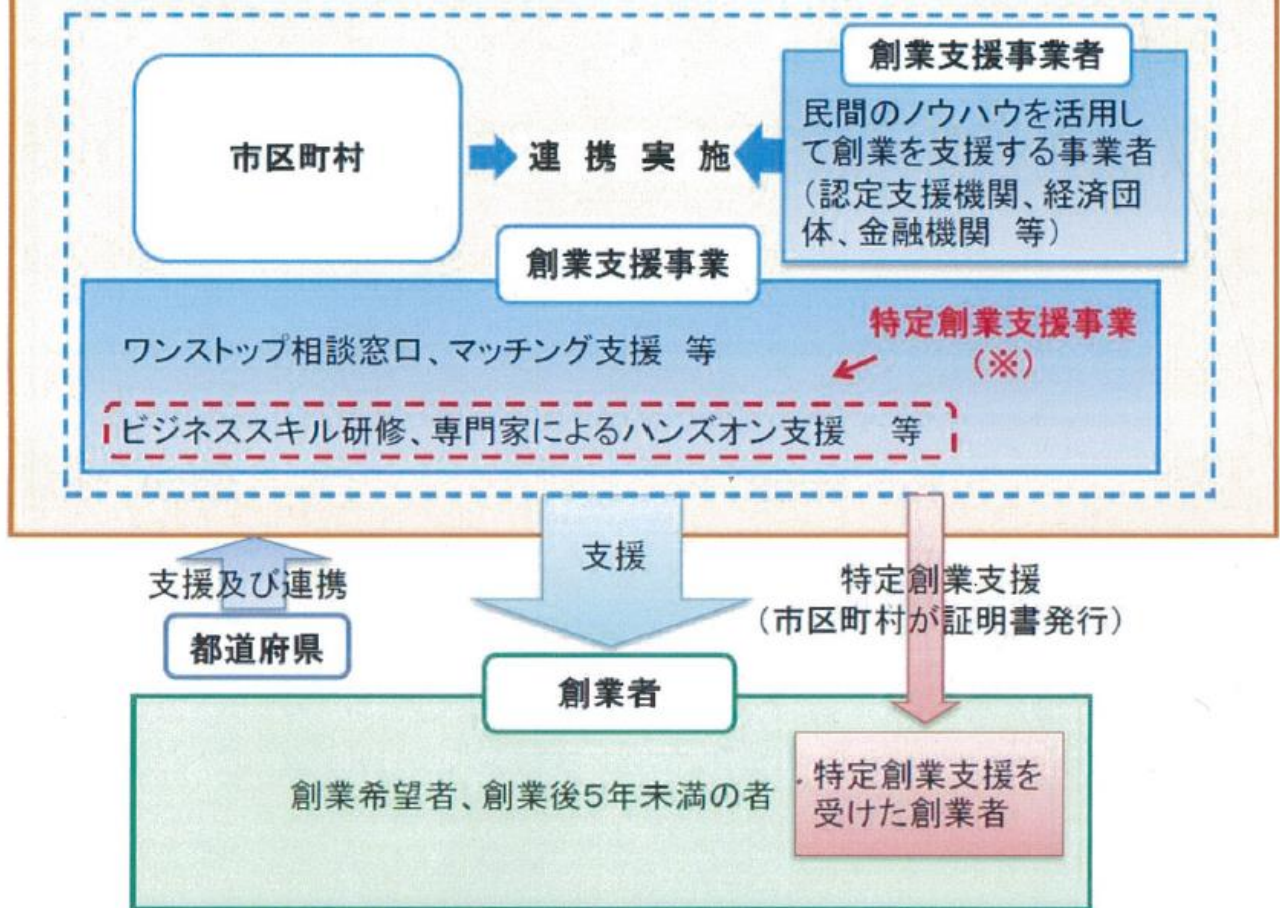 創業支援事業者
民間のノウハウを活用し
て創業を支援する事業者
(認定支援機関、経済団
体、金融機関 等)
市区町村
連携実施
創業支援事業
特定創業支援事業
(※)
ワンストップ相談窓口、マッチング支援 等
ビジネススキル研修、専門家によるハンズオン支援 等
支援
支援及び連携
都道府県
特定創業支援
(市区町村が証明書発行)
創業者
創業希望者、創業後5年未満の者
特定創業支援を
受けた創業者